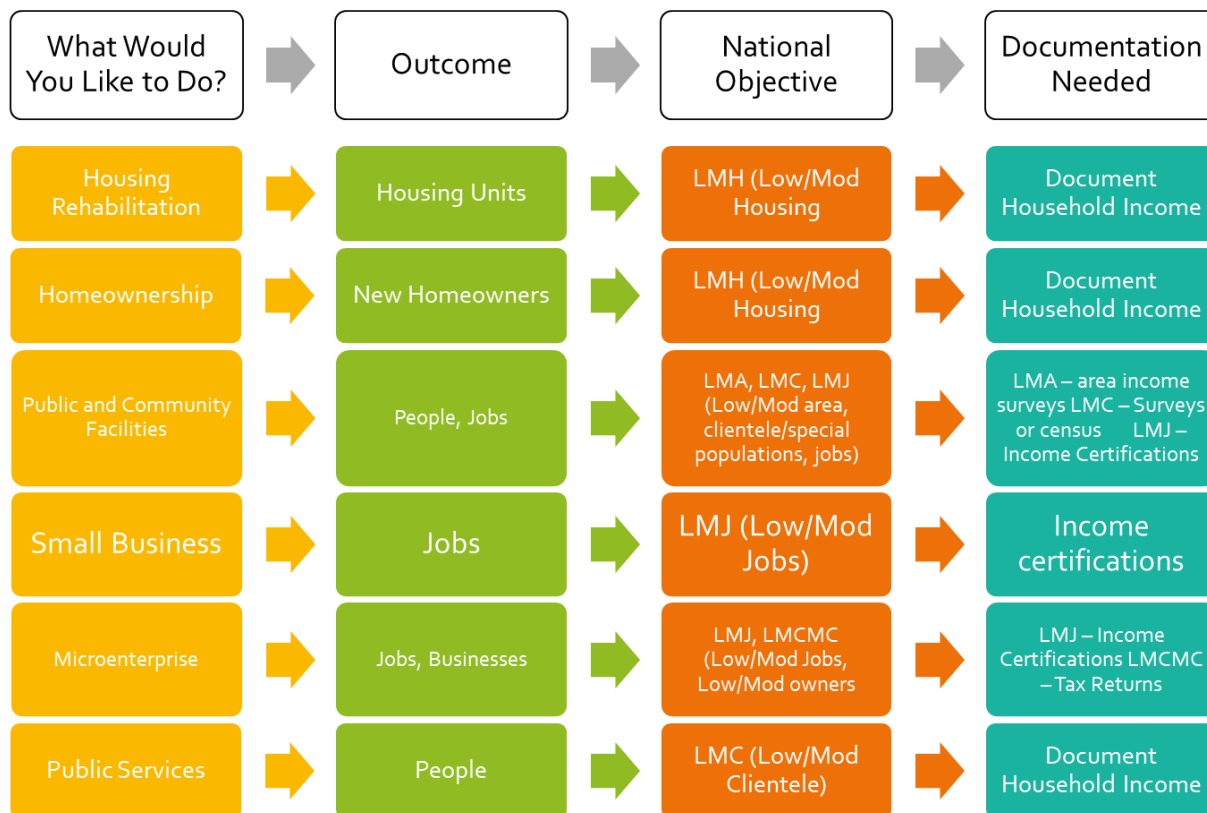 What Would
You Like to Do?
Outcome
National
Objective
Documentation
Needed
Housing
Rehabilitation
Housing Units
LMH (Low/Mod
Housing
Document
Household Income
Homeownership
New Homeowners
LMH (Low/Mod
Housing
Document
Household Income
Public and Community
Facilities
People, Jobs
LMA, LMC, LMJ
(Low/Mod area,
clientele/special
populations, jobs)
LMA – area income
surveys LMC – Surveys
or census LMJ –
Income Certifications
Small Business
Jobs
LMJ (Low/Mod
Jobs)
Income
certifications
Microenterprise
Jobs, Businesses
LMJ, LMCMC
(Low/Mod Jobs,
Low/Mod owners
LMJ – Income
Certifications LMCMC
– Tax Returns
Public Services
People
LMC (Low/Mod
Clientele)
Document
Household Income